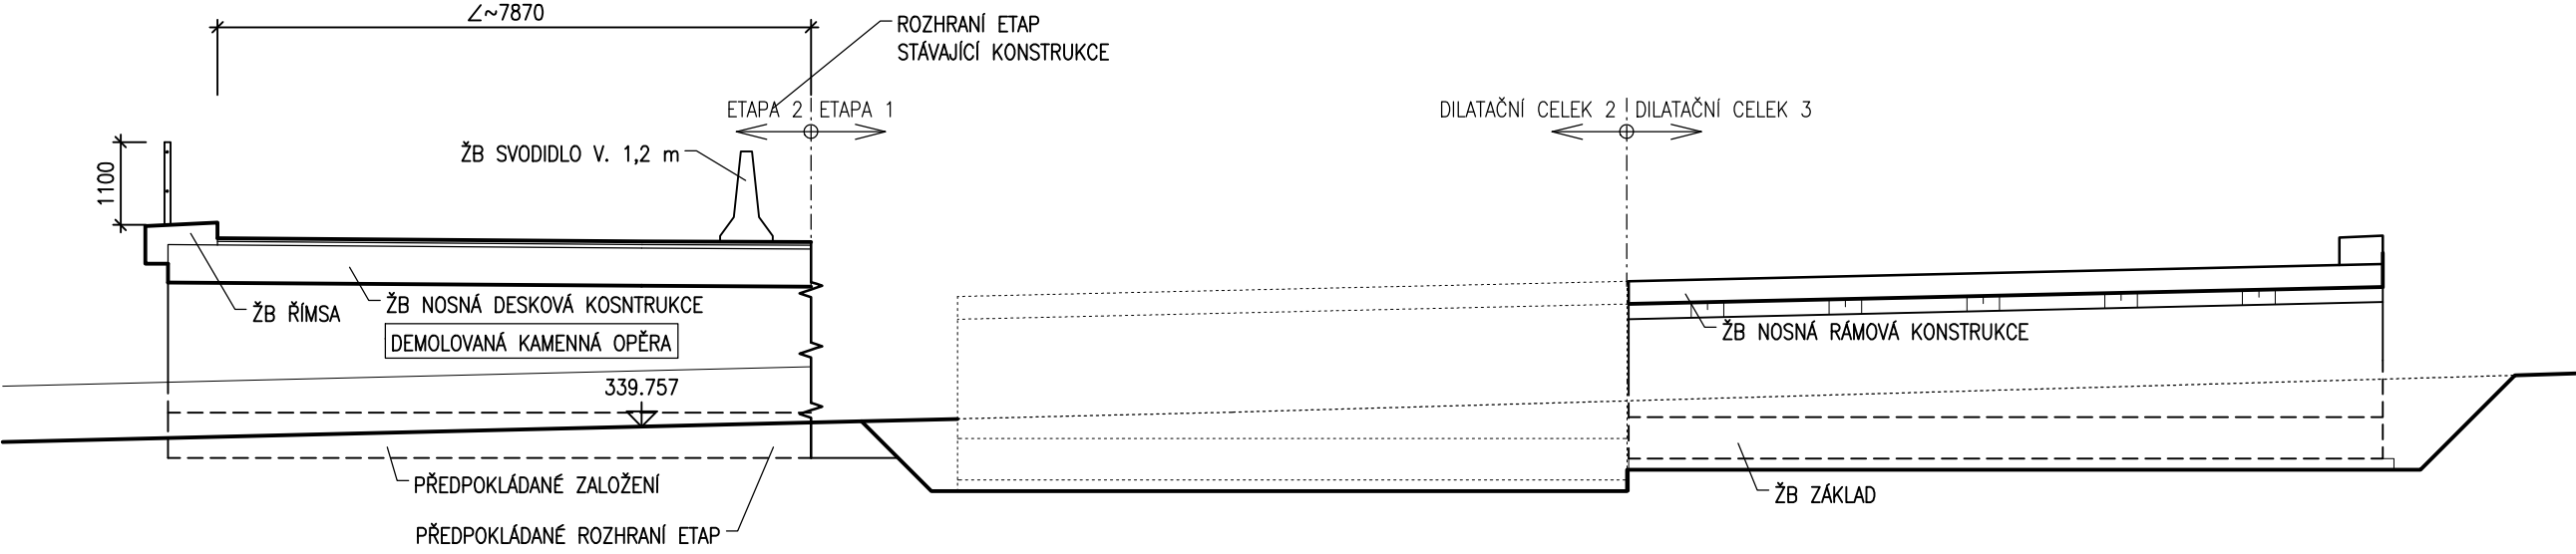 ∠~7870
ROZHRANÍ ETAP
STÁVAJÍCÍ KONSTRUKCE
ETAPA 2 ETAPA 1
DILATAČNÍ CELEK 2 DILATAČNÍ CELEK 3
ŽB SVODIDLO V. 1,2 m
1100
ŽB ŘÍMSA
ŽB NOSNÁ DESKOVÁ KOSNTRUKCE
DEMOLOVANÁ KAMENNÁ OPĚRA
ŽB NOSNÁ RÁMOVÁ KONSTRUKCE
339.757
PŘEDPOKLÁDANÉ ZALOŽENÍ
ŽB ZÁKLAD
PŘEDPOKLÁDANÉ ROZHRANÍ ETAP